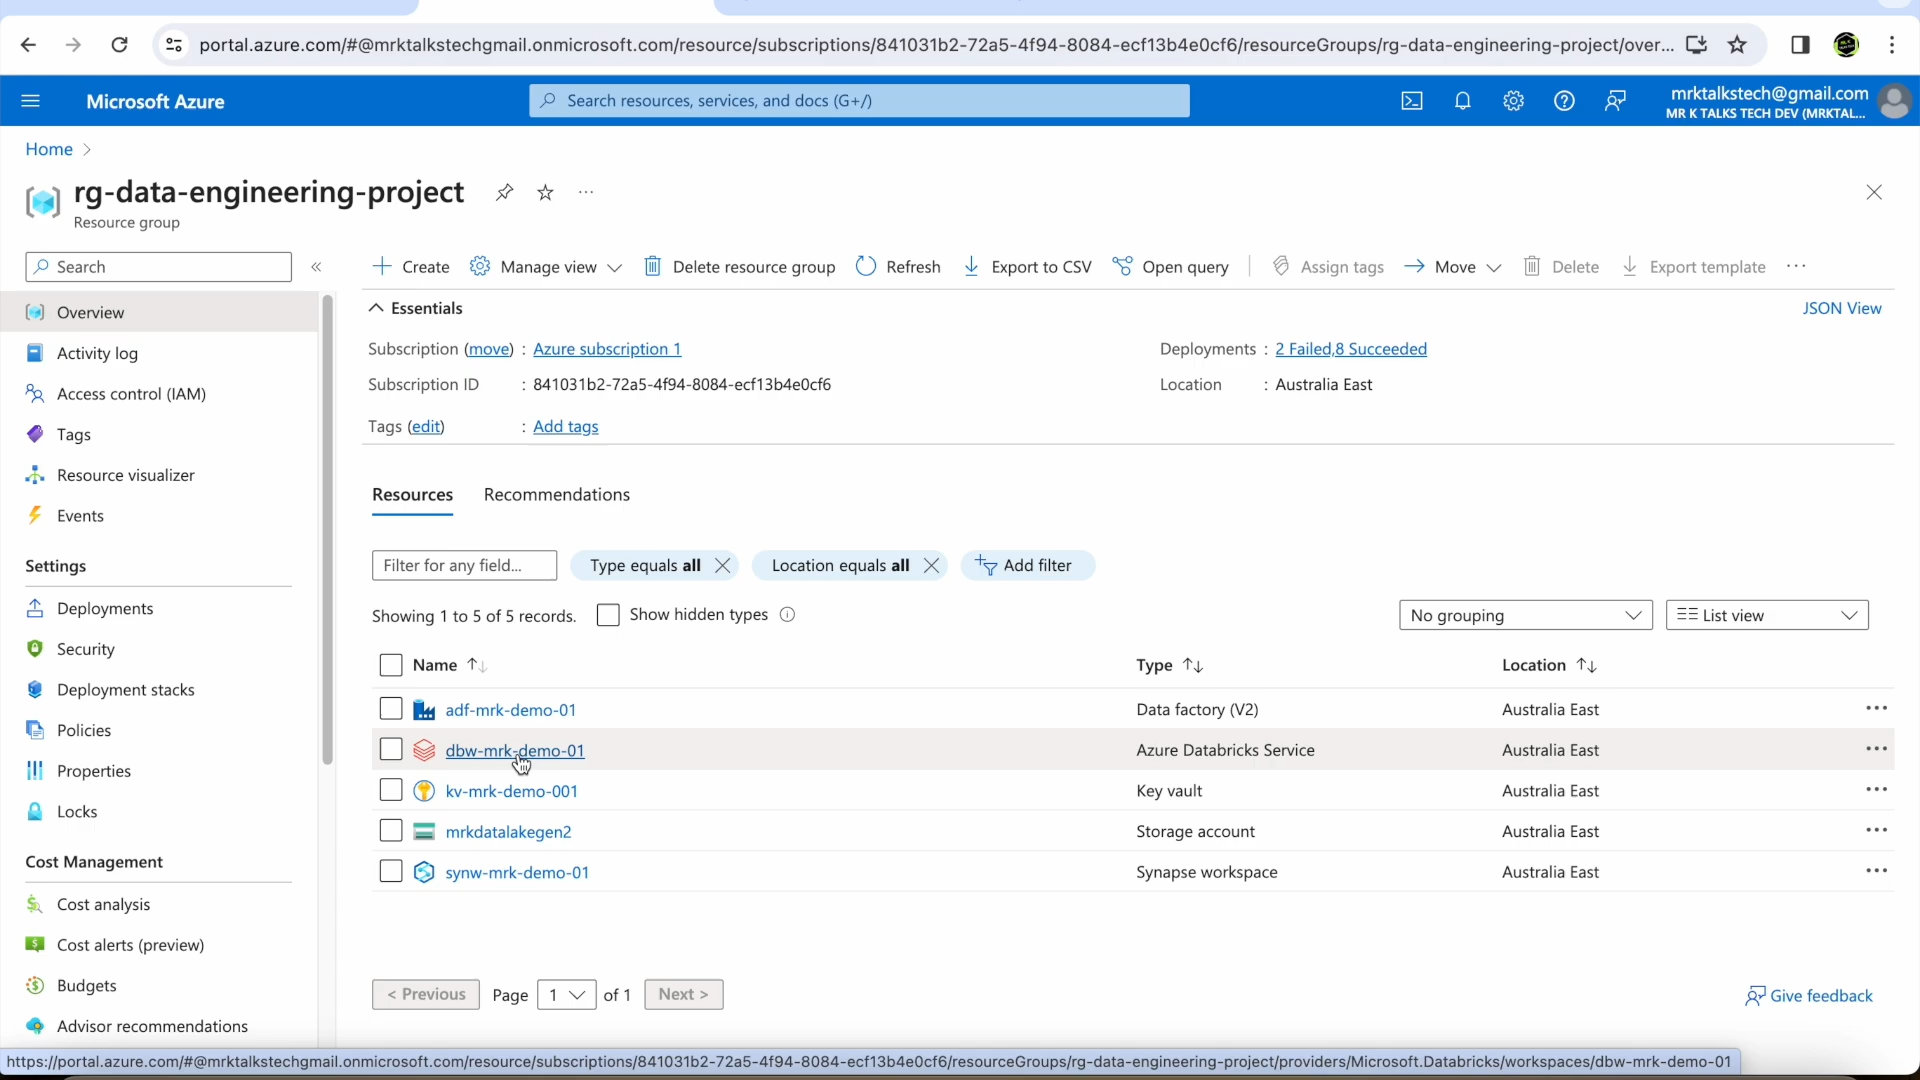 portal.azure.com/#@mrktalkstechgmail.onmicrosoft.com/resource/subscriptions/841031b2-72a5-4f94-8084-ecf13b4e0cf6/resourceGroups/rg-data-engineering-project/over...
Microsoft Azure
Search resources, services, and docs (G+/)
mrktalkstech@gmail.com
MR K TALKS TECH DEV (MRKTAL...
Home >
rg-data-engineering-project
Resource group
Search
Create
Manage view
Delete resource group
Refresh
Export to CSV
Open query
Assign tags
Move
Delete
Export template
Overview
Activity log
Access control (IAM)
Tags
Resource visualizer
Events
Settings
Deployments
Security
Deployment stacks
Policies
Properties
Locks
Cost Management
Cost analysis
Cost alerts (preview)
Budgets
Advisor recommendations
Essentials
JSON View
Subscription (move) : Azure subscription 1
Deployments : 2 Failed,8 Succeeded
Subscription ID : 841031b2-72a5-4f94-8084-ecf13b4e0cf6
Location : Australia East
Tags (edit) : Add tags
Resources Recommendations
Filter for any field...
Type equals all
Location equals all
Add filter
Showing 1 to 5 of 5 records.
Show hidden types
No grouping
List view
Name Type Location
adf-mrk-demo-01 Data factory (V2) Australia East
dbw-mrk-demo-01 Azure Databricks Service Australia East
kv-mrk-demo-001 Key vault Australia East
mrkdatalakegen2 Storage account Australia East
synw-mrk-demo-01 Synapse workspace Australia East
< Previous Page 1 of 1 Next >
Give feedback
https://portal.azure.com/#@mrktalkstechgmail.onmicrosoft.com/resource/subscriptions/841031b2-72a5-4f94-8084-ecf13b4e0cf6/resourceGroups/rg-data-engineering-project/providers/Microsoft.Databricks/workspaces/dbw-mrk-demo-01